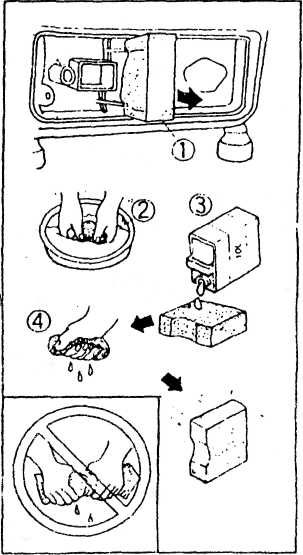 ①
②
③
④